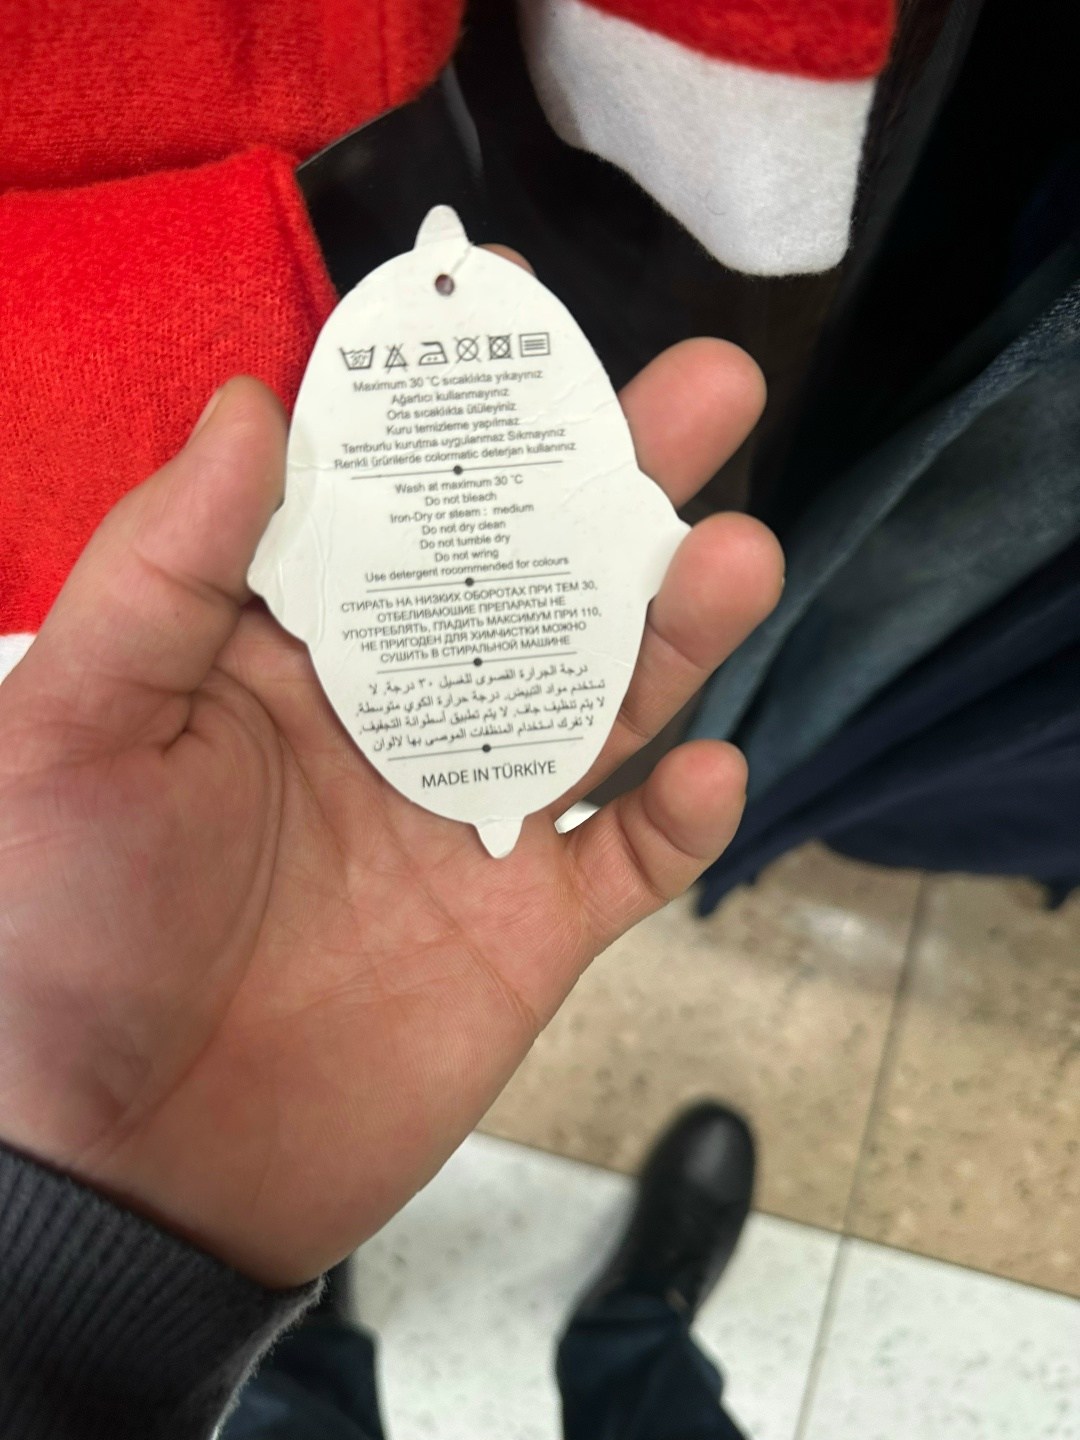 30
Maximum 30 °C sıcaklıkta yıkayınız
Ağartıcı kullanmayınız
Orta sıcaklıkta ütüleyiniz
Kuru temizleme yapılmaz
Tamburlu kurutma uygulanmaz Sıkmayınız
Renkli ürünlerde colormatic deterjan kullanınız
Wash at maximum 30 °C
Do not bleach
Iron-Dry or steam : medium
Do not dry clean
Do not tumble dry
Do not wring
Use detergent rocommended for colours
СТИРАТЬ НА НИЗКИХ ОБОРОТАХ ПРИ ТЕМ 30,
ОТБЕЛИВАЮЩИЕ ПРЕПАРАТЫ НЕ
УПОТРЕБЛЯТЬ, ГЛАДИТЬ МАКСИМУМ ПРИ 110,
НЕ ПРИГОДЕН ДЛЯ ХИМЧИСТКИ МОЖНО
СУШИТЬ В СТИРАЛЬНОЙ МАШИНЕ
درجة الجرارة القصوى للغسيل ٣٠ درجة. لا
تستخدم مواد التبييض. درجة حرارة الكوي متوسطة.
لا يتم تنظيف جاف. لا يتم تطبيق أسطوانة التجفيف.
لا تفرك استخدام المنظفات الموصى بها لالوان
MADE IN TÜRKİYE